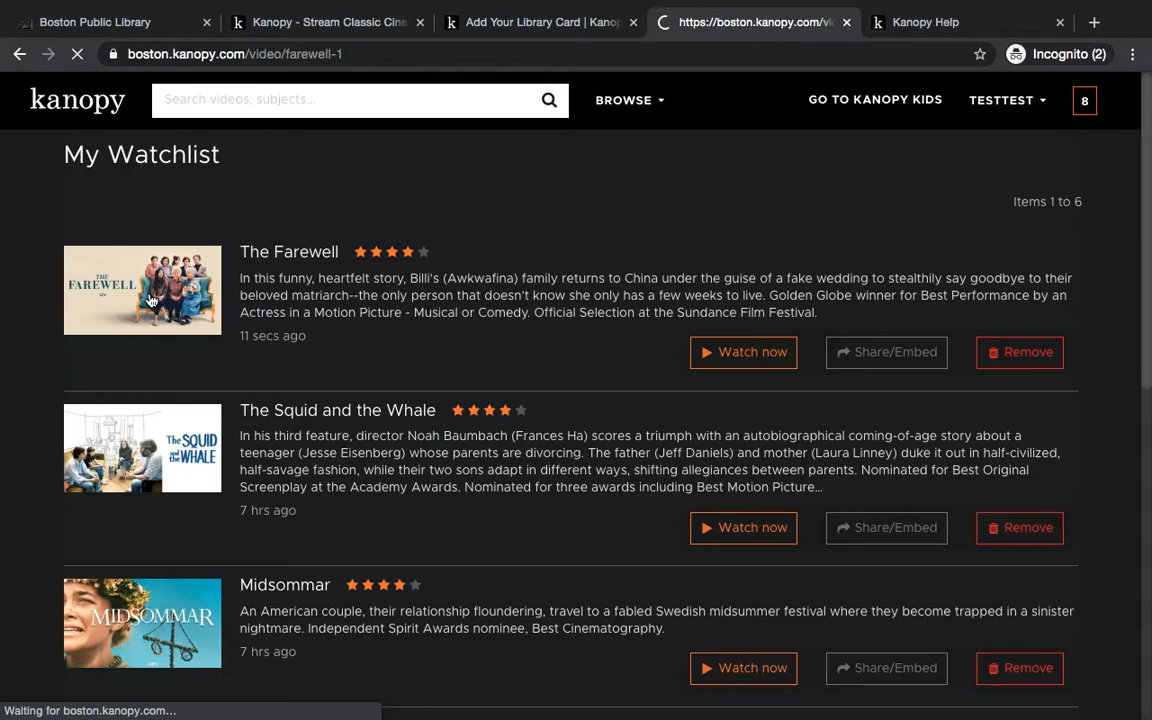 Boston Public Library
Kanopy - Stream Classic Cine
Add Your Library Card | Kano
https://boston.kanopy.com/vi
Kanopy Help
boston.kanopy.com/video/farewell-1
Incognito (2)
kanopy
Search videos, subjects...
BROWSE
GO TO KANOPY KIDS
TESTTEST
8
My Watchlist
Items 1 to 6
THE FAREWELL
The Farewell
In this funny, heartfelt story, Billi's (Awkwafina) family returns to China under the guise of a fake wedding to stealthily say goodbye to their
beloved matriarch--the only person that doesn't know she only has a few weeks to live. Golden Globe winner for Best Performance by an
Actress in a Motion Picture - Musical or Comedy. Official Selection at the Sundance Film Festival.
11 secs ago
Watch now
Share/Embed
Remove
The SQUID and the WHALE
The Squid and the Whale
In his third feature, director Noah Baumbach (Frances Ha) scores a triumph with an autobiographical coming-of-age story about a
teenager (Jesse Eisenberg) whose parents are divorcing. The father (Jeff Daniels) and mother (Laura Linney) duke it out in half-civilized,
half-savage fashion, while their two sons adapt in different ways, shifting allegiances between parents. Nominated for Best Original
Screenplay at the Academy Awards. Nominated for three awards including Best Motion Picture...
7 hrs ago
Watch now
Share/Embed
Remove
MIDSOMMAR
Midsommar
An American couple, their relationship floundering, travel to a fabled Swedish midsummer festival where they become trapped in a sinister
nightmare. Independent Spirit Awards nominee, Best Cinematography.
7 hrs ago
Watch now
Share/Embed
Remove
Waiting for boston.kanopy.com...